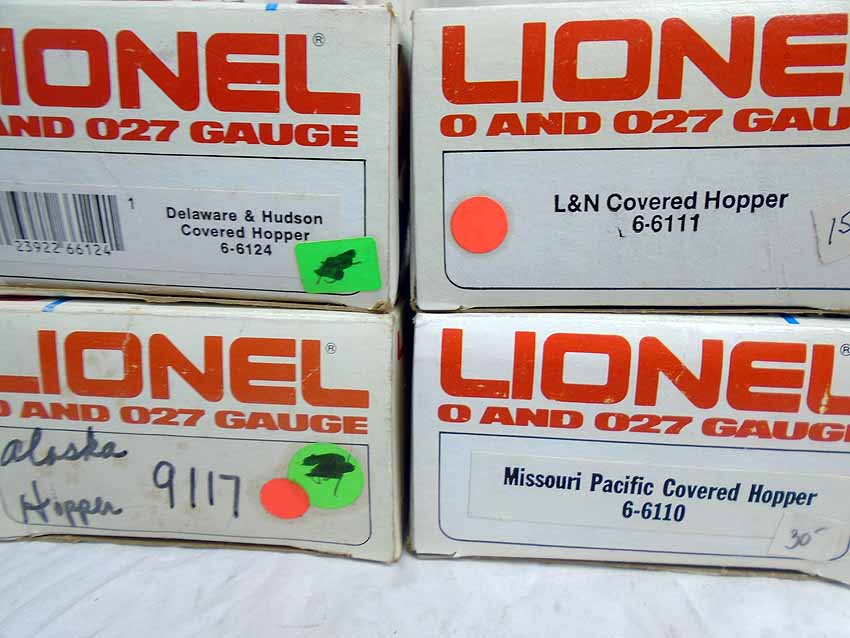 LIONEL®
AND 027 GAUGE
1
23922 66124
Delaware & Hudson
Covered Hopper
6-6124
LIONEL
O AND 027 GAU
L&N Covered Hopper
6-6111
15
LIONEL®
O AND 027 GAUGE
alaska
Hopper
9117
LIONEL®
O AND 027 GAUGE
Missouri Pacific Covered Hopper
6-6110
30-